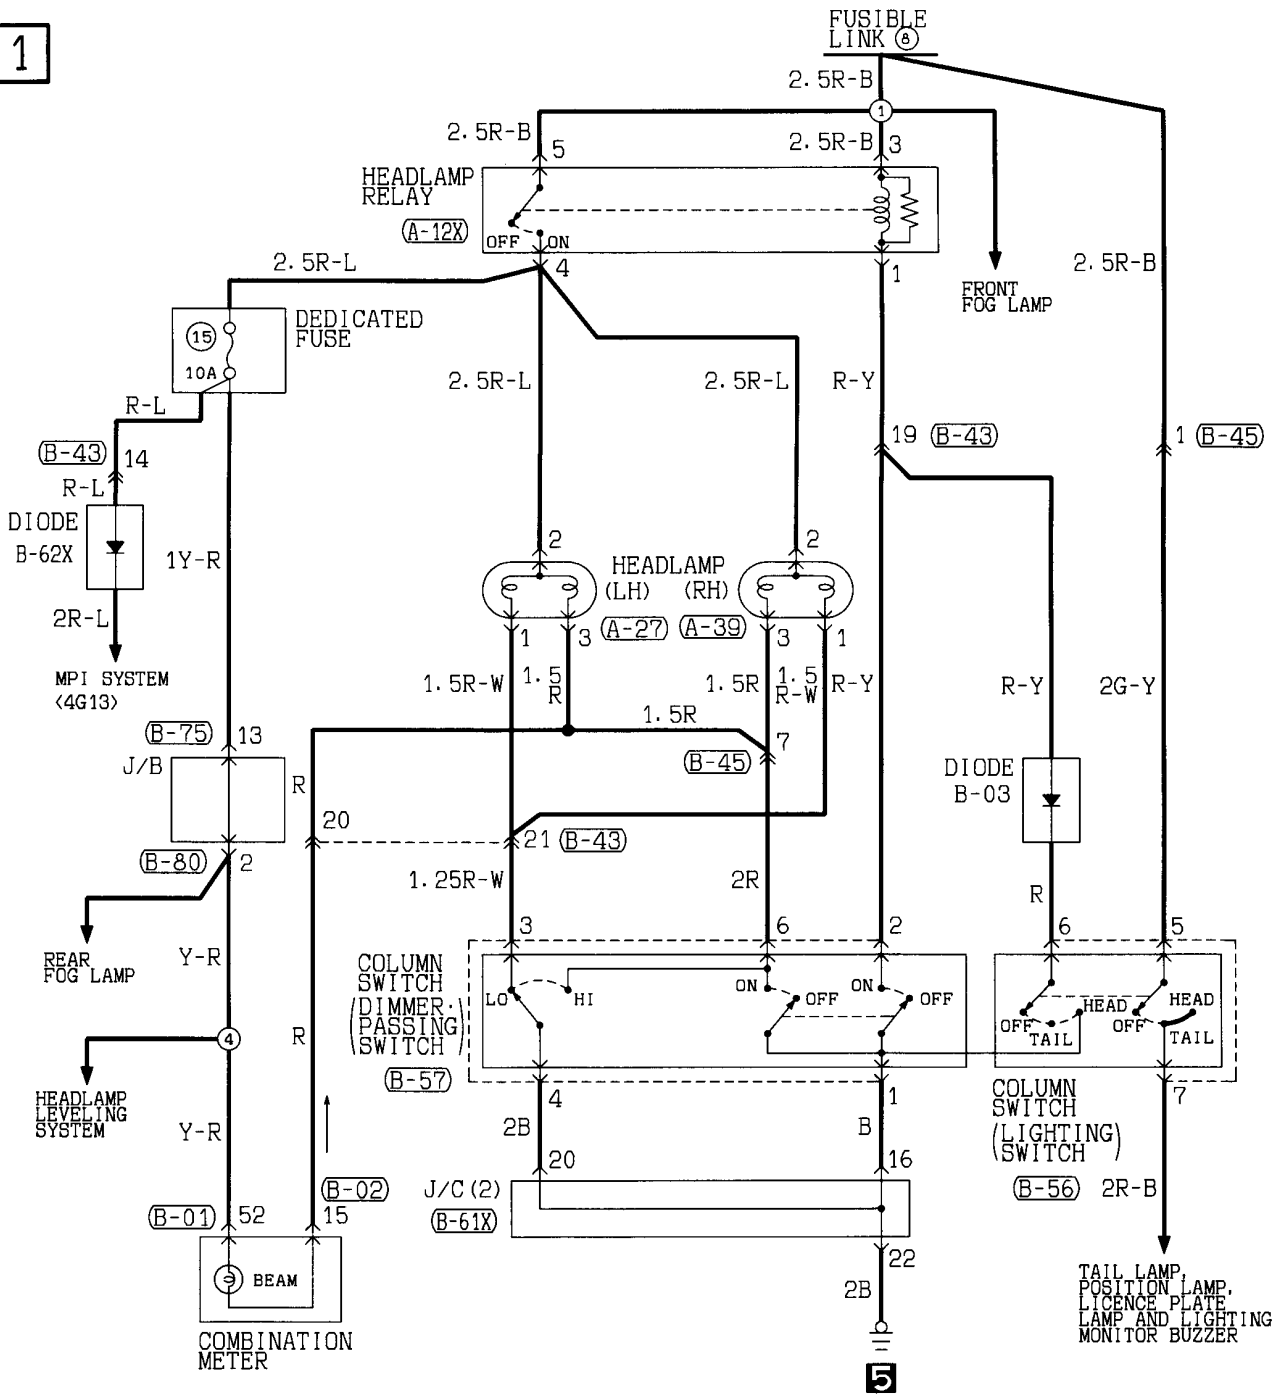 1
FUSIBLE
LINK 8
2.5R-B
1
2.5R-B
2.5R-B
5
3
HEADLAMP
RELAY
A-12X
OFF
ON
4
1
2.5R-L
2.5R-B
FRONT
FOG LAMP
15
10A
DEDICATED
FUSE
R-L
2.5R-L
2.5R-L
R-Y
B-43
14
19
B-43
1
B-45
R-L
DIODE
B-62X
1Y-R
2
2
HEADLAMP
(LH)
(RH)
2R-L
1
3
A-27
A-39
3
1
MPI SYSTEM
<4G13>
1.5R-W
1.5
R
1.5R
1.5
R-W
R-Y
R-Y
2G-Y
B-75
13
1.5R
7
B-45
J/B
R
20
21
B-43
DIODE
B-03
B-80
2
1.25R-W
2R
R
3
6
2
6
5
REAR
FOG LAMP
Y-R
COLUMN
SWITCH
(DIMMER·
PASSING
SWITCH)
B-57
LO
HI
ON
OFF
ON
OFF
OFF
TAIL
HEAD
OFF
HEAD
TAIL
4
R
HEADLAMP
LEVELING
SYSTEM
Y-R
4
1
7
COLUMN
SWITCH
(LIGHTING
SWITCH)
B-56
2B
B
2R-B
20
16
J/C(2)
B-61X
B-01
52
B-02
15
22
BEAM
2B
COMBINATION
METER
5
TAIL LAMP,
POSITION LAMP,
LICENCE PLATE
LAMP AND LIGHTING
MONITOR BUZZER